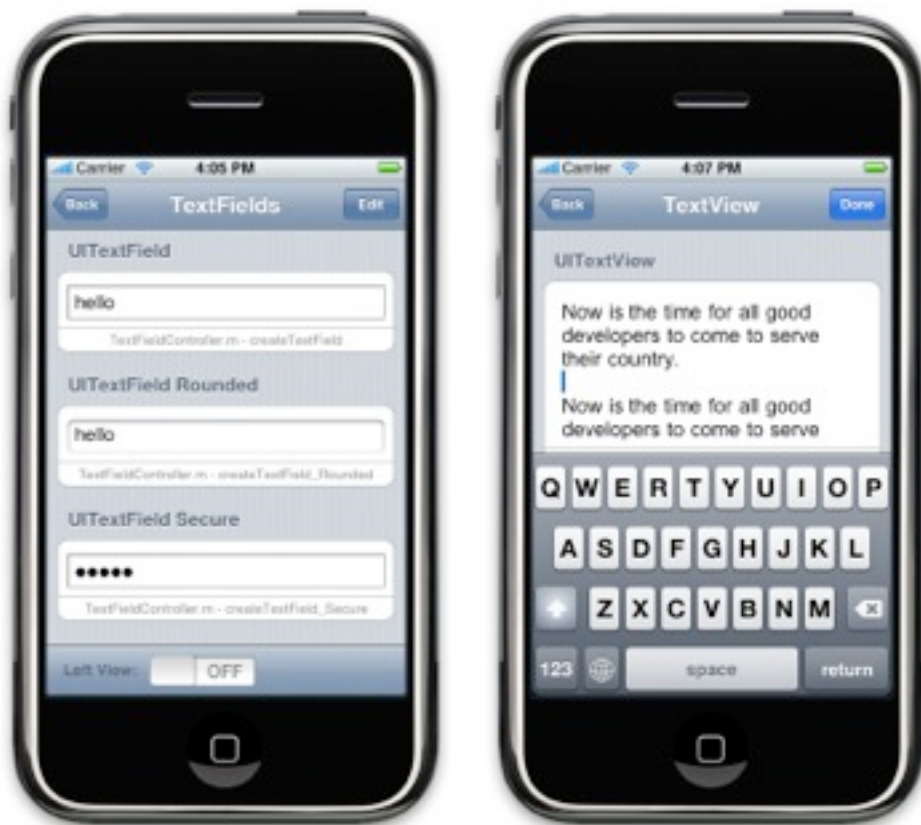 Carrier 4:05 PM
Back TextFields Edit
UITextField
hello
TextFieldController.m - createTextField
UITextField Rounded
hello
TextFieldController.m - createTextField_Rounded
UITextField Secure
●●●●●
TextFieldController.m - createTextField_Secure
Left View: OFF
Carrier 4:07 PM
Back TextView Done
UITextView
Now is the time for all good
developers to come to serve
their country.
Now is the time for all good
developers to come to serve
Q W E R T Y U I O P
A S D F G H J K L
Z X C V B N M
123 space return